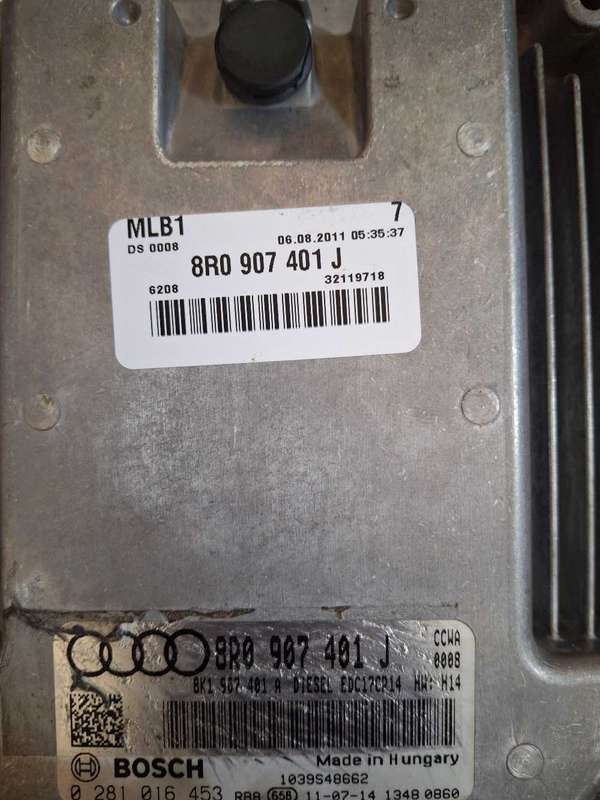 MLB1 7
DS 0008 06.08.2011 05:35:37
8R0 907 401 J
6208 32119718
8R0 907 401 J CCWA
0008
8K1 907 401 A DIESEL EDC17CP14 HW: H14
BOSCH Made in Hungary
1039S48662
0 281 016 453 RBB 658 11-07-14 1348 0860